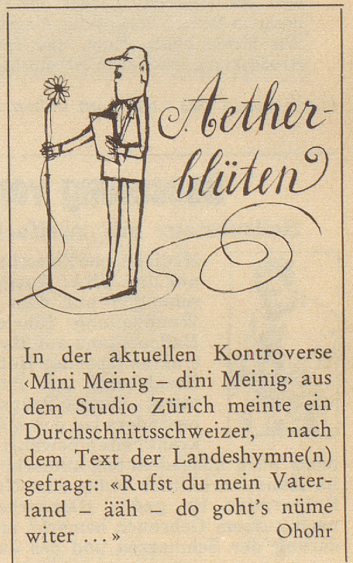 Aether-
blüten
In der aktuellen Kontroverse
‹Mini Meinig – dini Meinig› aus
dem Studio Zürich meinte ein
Durchschnittsschweizer, nach
dem Text der Landeshymne(n)
gefragt: «Rufst du mein Vater-
land – ääh – do goht's nüme
witer ...» Ohohr